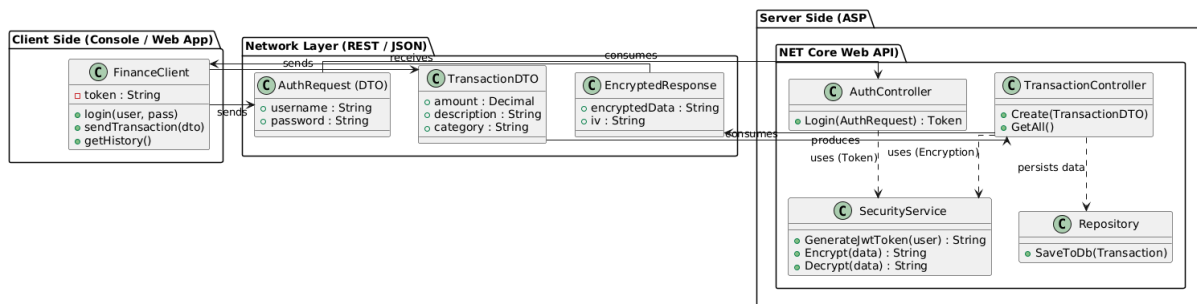 Client Side (Console / Web App)
C FinanceClient
token : String
login(user, pass)
sendTransaction(dto)
getHistory()
Network Layer (REST / JSON)
sends
receives
consumes
sends
C AuthRequest (DTO)
username : String
password : String
C TransactionDTO
amount : Decimal
description : String
category : String
C EncryptedResponse
encryptedData : String
iv : String
Server Side (ASP
NET Core Web API)
C AuthController
Login(AuthRequest) : Token
C TransactionController
Create(TransactionDTO)
GetAll()
consumes
produces
uses (Token)
uses (Encryption)
persists data
C SecurityService
GenerateJwtToken(user) : String
Encrypt(data) : String
Decrypt(data) : String
C Repository
SaveToDb(Transaction)